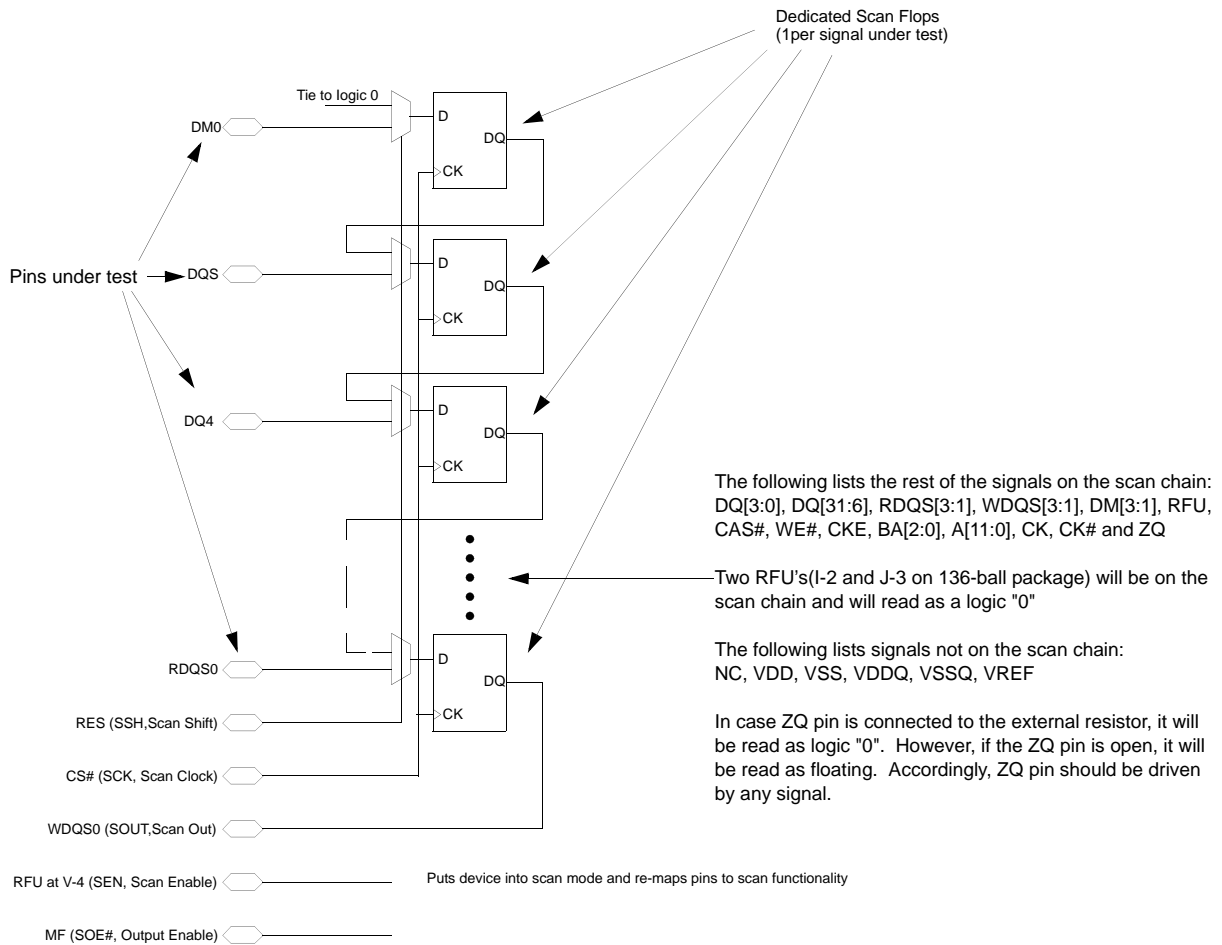 Dedicated Scan Flops
(1per signal under test)
Tie to logic 0
DM0
D
DQ
CK
Pins under test
DQS
D
DQ
CK
DQ4
D
DQ
CK
The following lists the rest of the signals on the scan chain:
DQ[3:0], DQ[31:6], RDQS[3:1], WDQS[3:1], DM[3:1], RFU,
CAS#, WE#, CKE, BA[2:0], A[11:0], CK, CK# and ZQ
Two RFU's(I-2 and J-3 on 136-ball package) will be on the
scan chain and will read as a logic "0"
The following lists signals not on the scan chain:
NC, VDD, VSS, VDDQ, VSSQ, VREF
In case ZQ pin is connected to the external resistor, it will
be read as logic "0". However, if the ZQ pin is open, it will
be read as floating. Accordingly, ZQ pin should be driven
by any signal.
RDQS0
D
DQ
CK
RES (SSH,Scan Shift)
CS# (SCK, Scan Clock)
WDQS0 (SOUT,Scan Out)
RFU at V-4 (SEN, Scan Enable)
Puts device into scan mode and re-maps pins to scan functionality
MF (SOE#, Output Enable)